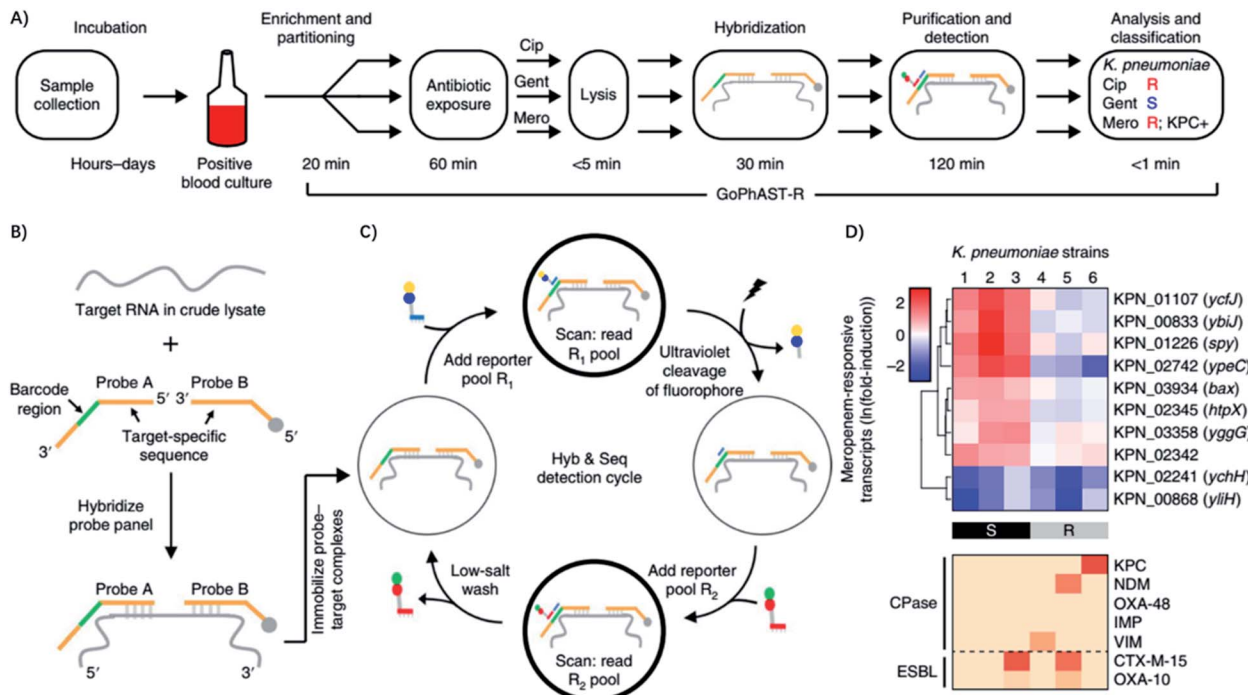 A)
Incubation
Sample
collection
Hours–days
Positive
blood culture
Enrichment and
partitioning
20 min
Antibiotic
exposure
60 min
Cip
Gent
Mero
Lysis
<5 min
Hybridization
30 min
Purification and
detection
120 min
Analysis and
classification
K. pneumoniae
Cip R
Gent S
Mero R; KPC+
<1 min
GoPhAST-R
B)
Target RNA in crude lysate
+
Barcode
region
Probe A
5′
3′
Probe B
3′
Target-specific
sequence
5′
Hybridize
probe panel
Probe A
Probe B
5′
3′
Immobilize probe–
target complexes
C)
Add reporter
pool R1
Scan: read
R1 pool
Ultraviolet
cleavage
of fluorophore
Hyb & Seq
detection cycle
Add reporter
pool R2
Scan: read
R2 pool
Low-salt
wash
D)
K. pneumoniae strains
1 2 3 4 5 6
2
0
−2
Meropenem-responsive
transcripts (ln(fold-induction))
KPN_01107 (ycfJ)
KPN_00833 (ybiJ)
KPN_01226 (spy)
KPN_02742 (ypeC)
KPN_03934 (bax)
KPN_02345 (htpX)
KPN_03358 (yggG)
KPN_02342
KPN_02241 (ychH)
KPN_00868 (yliH)
S
R
CPase
KPC
NDM
OXA-48
IMP
VIM
ESBL
CTX-M-15
OXA-10